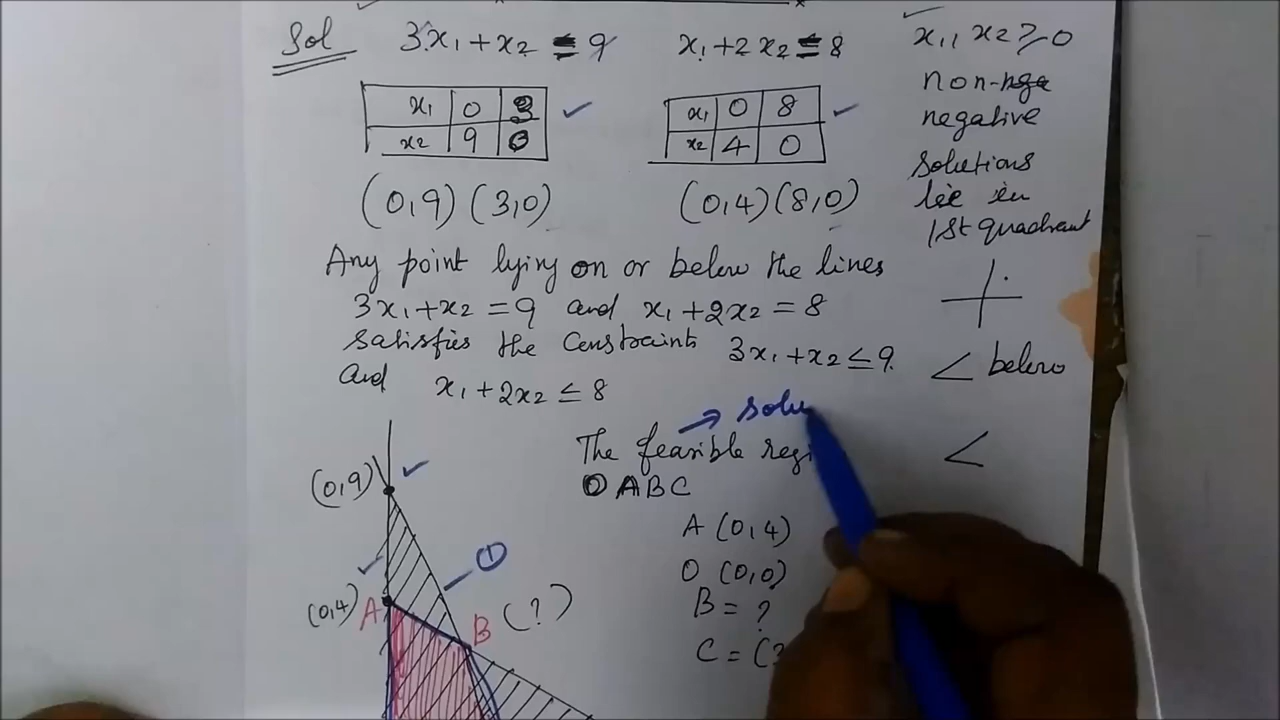 Sol 3x₁ + x₂ ≤ 9 x₁ + 2x₂ ≤ 8 x₁, x₂ ≥ 0
x₁ 0 3
x₂ 9 0
x₁ 0 8
x₂ 4 0
non-
negative
solutions
lie in
1st quadrant
(0,9) (3,0) (0,4) (8,0)
Any point lying on or below the lines
3x₁ + x₂ = 9 and x₁ + 2x₂ = 8
satisfies the constraints 3x₁ + x₂ ≤ 9.
and x₁ + 2x₂ ≤ 8
< below
→ solu
The feasible regi
<
OABC
A (0,4)
O (0,0)
B = ?
C = (3
(0,9)
①
(0,4) A
B (?)